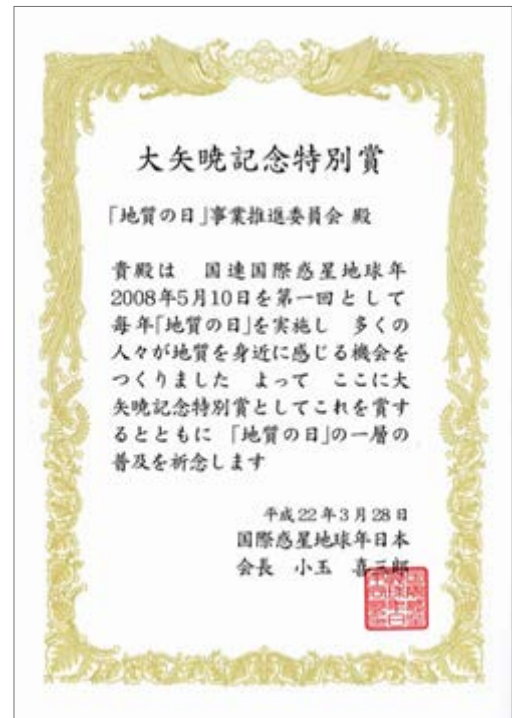 大矢暁記念特別賞
「地質の日」事業推進委員会 殿
貴殿は 国連国際惑星地球年
2008年5月10日を第一回として
毎年「地質の日」を実施し 多くの
人々が地質を身近に感じる機会を
つくりました よって ここに大
矢暁記念特別賞としてこれを賞す
るとともに 「地質の日」の一層の
普及を祈念します
平成22年3月28日
国際惑星地球年日本
会長 小玉 喜三郎